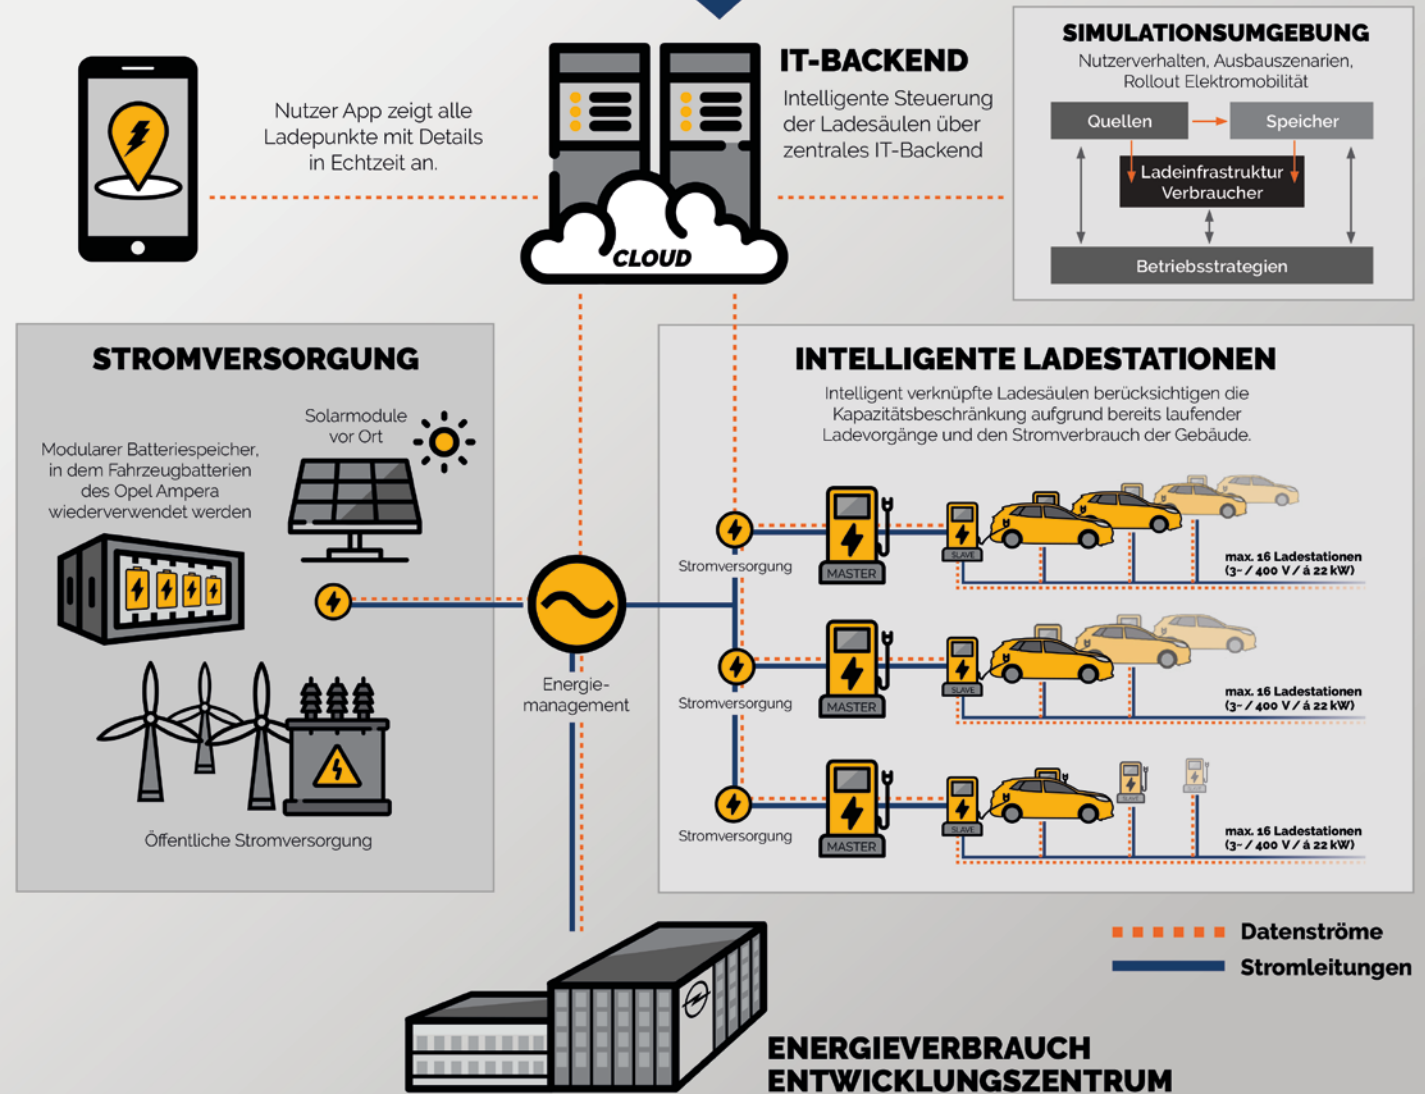 Nutzer App zeigt alle
Ladepunkte mit Details
in Echtzeit an.
IT-BACKEND
Intelligente Steuerung
der Ladesäulen über
zentrales IT-Backend
CLOUD
SIMULATIONSUMGEBUNG
Nutzerverhalten, Ausbauszenarien,
Rollout Elektromobilität
Quellen
Speicher
Ladeinfrastruktur
Verbraucher
Betriebsstrategien
STROMVERSORGUNG
Solarmodule
vor Ort
Modularer Batteriespeicher,
in dem Fahrzeugbatterien
des Opel Ampera
wiederverwendet werden
Öffentliche Stromversorgung
Energie-
management
INTELLIGENTE LADESTATIONEN
Intelligent verknüpfte Ladesäulen berücksichtigen die
Kapazitätsbeschränkung aufgrund bereits laufender
Ladevorgänge und den Stromverbrauch der Gebäude.
Stromversorgung
MASTER
SLAVE
max. 16 Ladestationen
(3~ / 400 V / á 22 kW)
Stromversorgung
MASTER
SLAVE
max. 16 Ladestationen
(3~ / 400 V / á 22 kW)
Stromversorgung
MASTER
SLAVE
SLAVE
max. 16 Ladestationen
(3~ / 400 V / á 22 kW)
Datenströme
Stromleitungen
ENERGIEVERBRAUCH
ENTWICKLUNGSZENTRUM